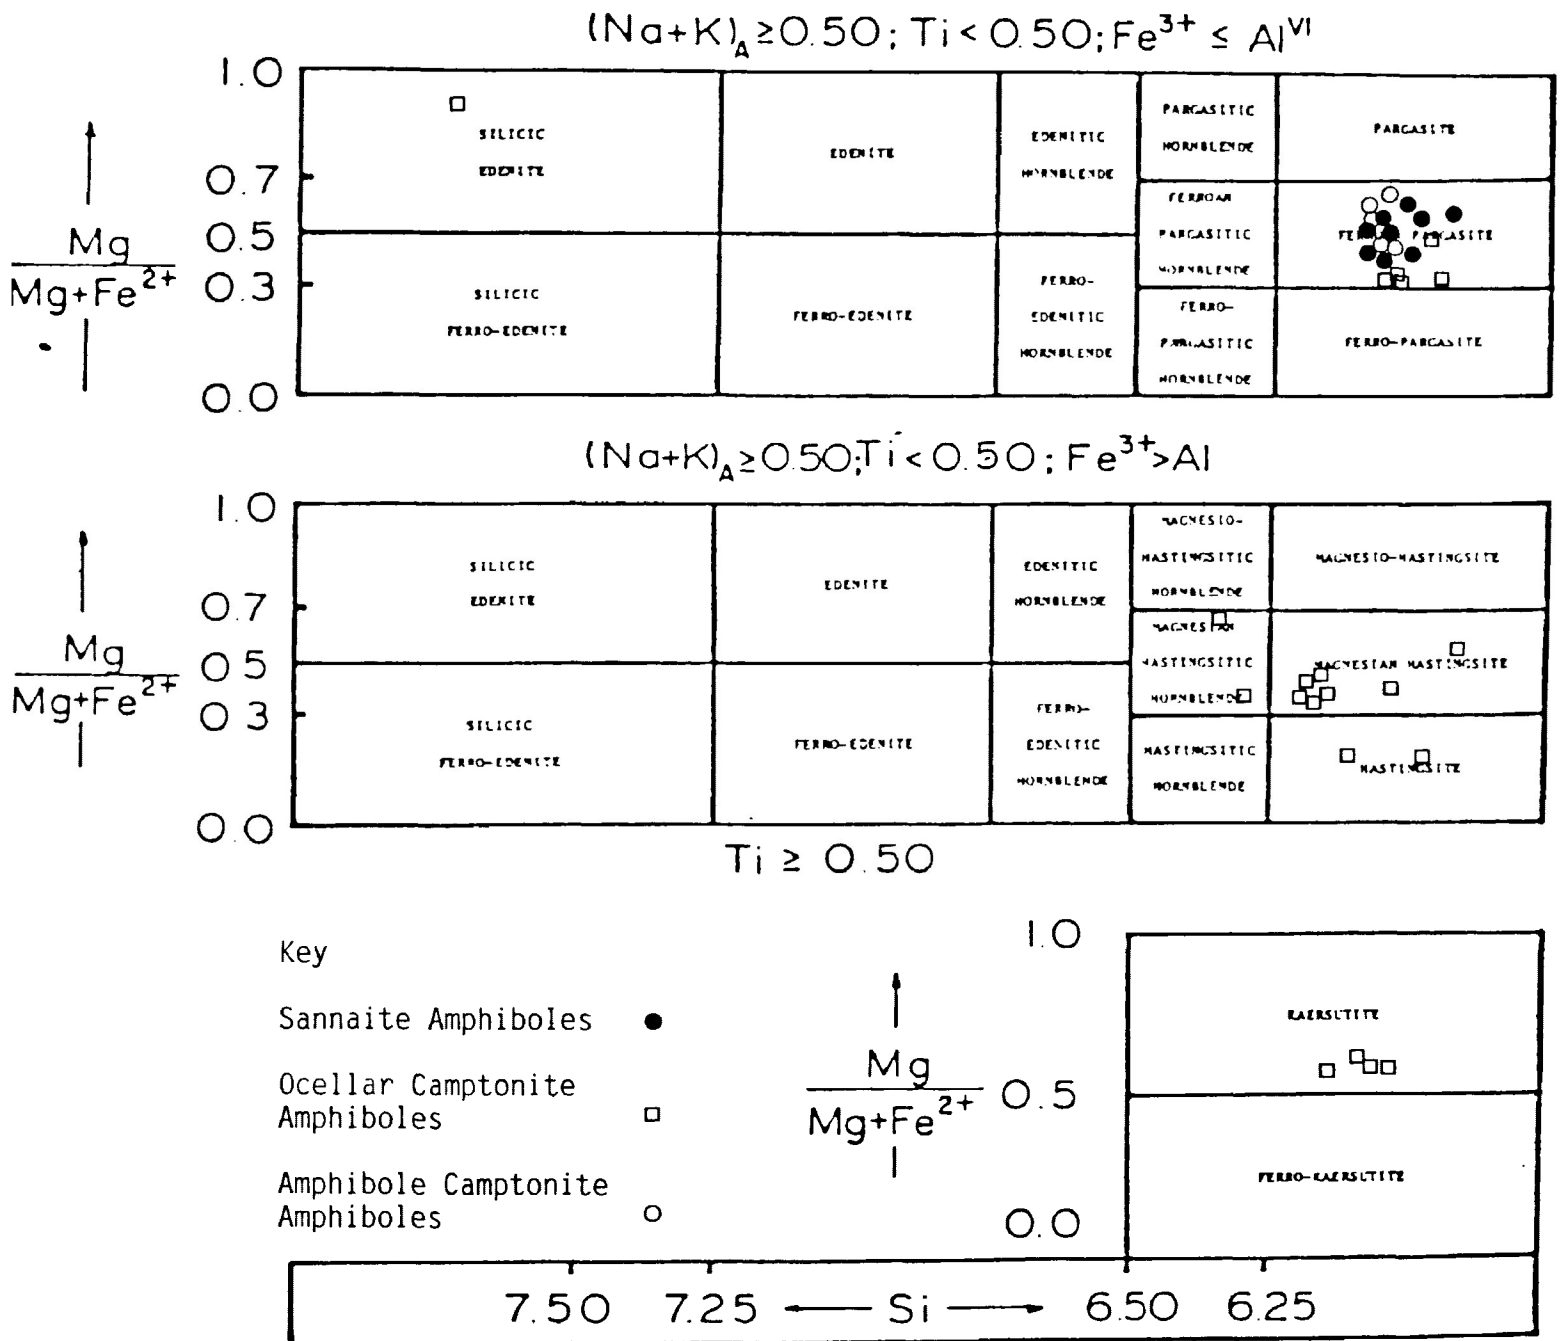 (Na+K)A ≥0.50; Ti < 0.50; Fe3+ ≤ AlVI
1.0
0.7
0.5
0.3
0.0
Mg
Mg+Fe2+
SILICIC
EDENITE
EDENITE
EDENITIC
HORNBLENDE
PARGASITIC
HORNBLENDE
PARGASITE
FERROAN
PARGASITIC
HORNBLENDE
PARGASITE
SILICIC
FERRO-EDENITE
FERRO-EDENITE
FERRO-
EDENITIC
HORNBLENDE
FERRO-
PARGASITIC
HORNBLENDE
FERRO-PARGASITE
(Na+K)A ≥0.50; Ti < 0.50; Fe3+>Al
1.0
0.7
0 5
0 3
0.0
Mg
Mg+Fe2+
SILICIC
EDENITE
EDENITE
EDENITIC
HORNBLENDE
MAGNESIO-
HASTINGSITIC
HORNBLENDE
MAGNESIO-HASTINGSITE
MAGNESIAN
HASTINGSITIC
HORNBLENDE
MAGNESIAN HASTINGSITE
SILICIC
FERRO-EDENITE
FERRO-EDENITE
FERRO-
EDENITIC
HORNBLENDE
HASTINGSITIC
HORNBLENDE
HASTINGSITE
Ti ≥ 0.50
Key
Sannaite Amphiboles ●
Ocellar Camptonite
Amphiboles □
Amphibole Camptonite
Amphiboles ○
1.0
0.5
0.0
Mg
Mg+Fe2+
KAERSUTITE
FERRO-KAERSUTITE
7.50 7.25 ← Si → 6.50 6.25